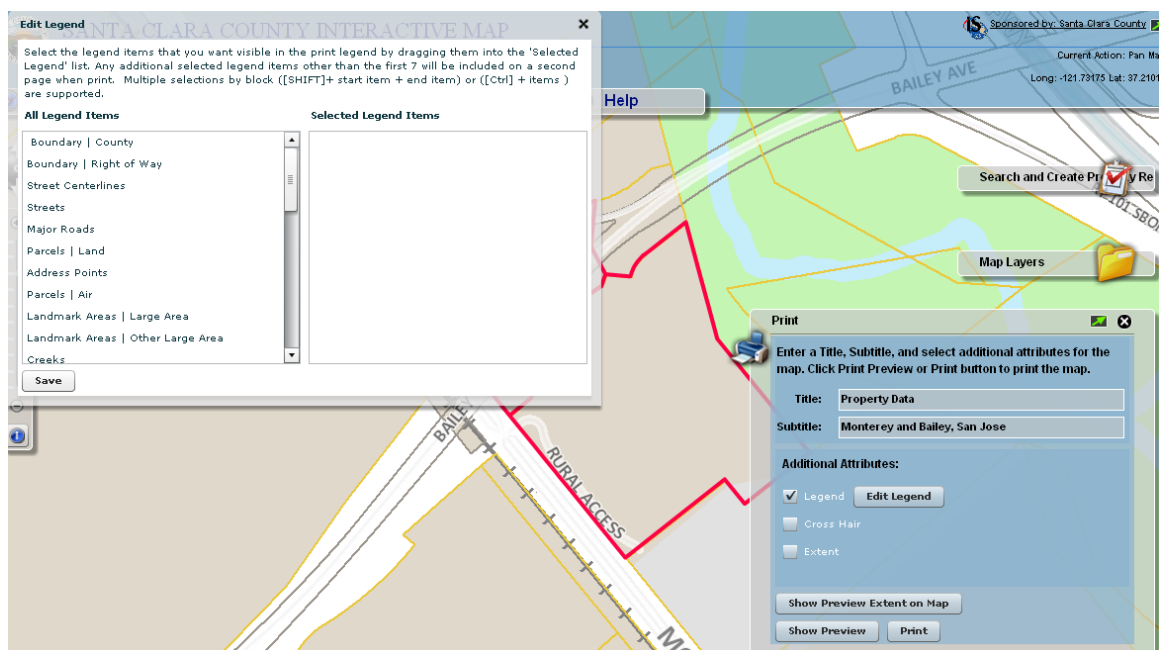 Edit Legend
SANTA CLARA COUNTY INTERACTIVE MAP
Select the legend items that you want visible in the print legend by dragging them into the 'Selected
Legend' list. Any additional selected legend items other than the first 7 will be included on a second
page when print. Multiple selections by block ([SHIFT]+ start item + end item) or ([Ctrl] + items )
are supported.
All Legend Items
Selected Legend Items
Boundary | County
Boundary | Right of Way
Street Centerlines
Streets
Major Roads
Parcels | Land
Address Points
Parcels | Air
Landmark Areas | Large Area
Landmark Areas | Other Large Area
Creeks
Save
Sponsored by: Santa Clara County
Current Action: Pan Ma
Long: -121.73175 Lat: 37.2101
Help
BAILEY AVE
Search and Create Pr y Re
101 SBO
Map Layers
Print
Enter a Title, Subtitle, and select additional attributes for the
map. Click Print Preview or Print button to print the map.
Title: Property Data
Subtitle: Monterey and Bailey, San Jose
Additional Attributes:
Legend Edit Legend
Cross Hair
Extent
Show Preview Extent on Map
Show Preview Print
BAILEY
RURAL ACCESS
MO